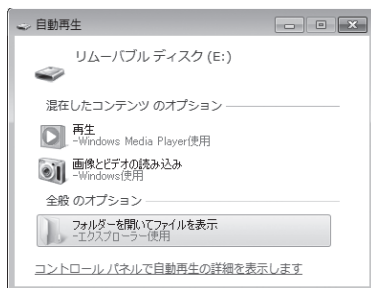 自動再生
リムーバブル ディスク (E:)
混在したコンテンツ のオプション
再生
-Windows Media Player使用
画像とビデオの読み込み
-Windows使用
全般 のオプション
フォルダーを開いてファイルを表示
-エクスプローラー使用
コントロール パネルで自動再生の詳細を表示します